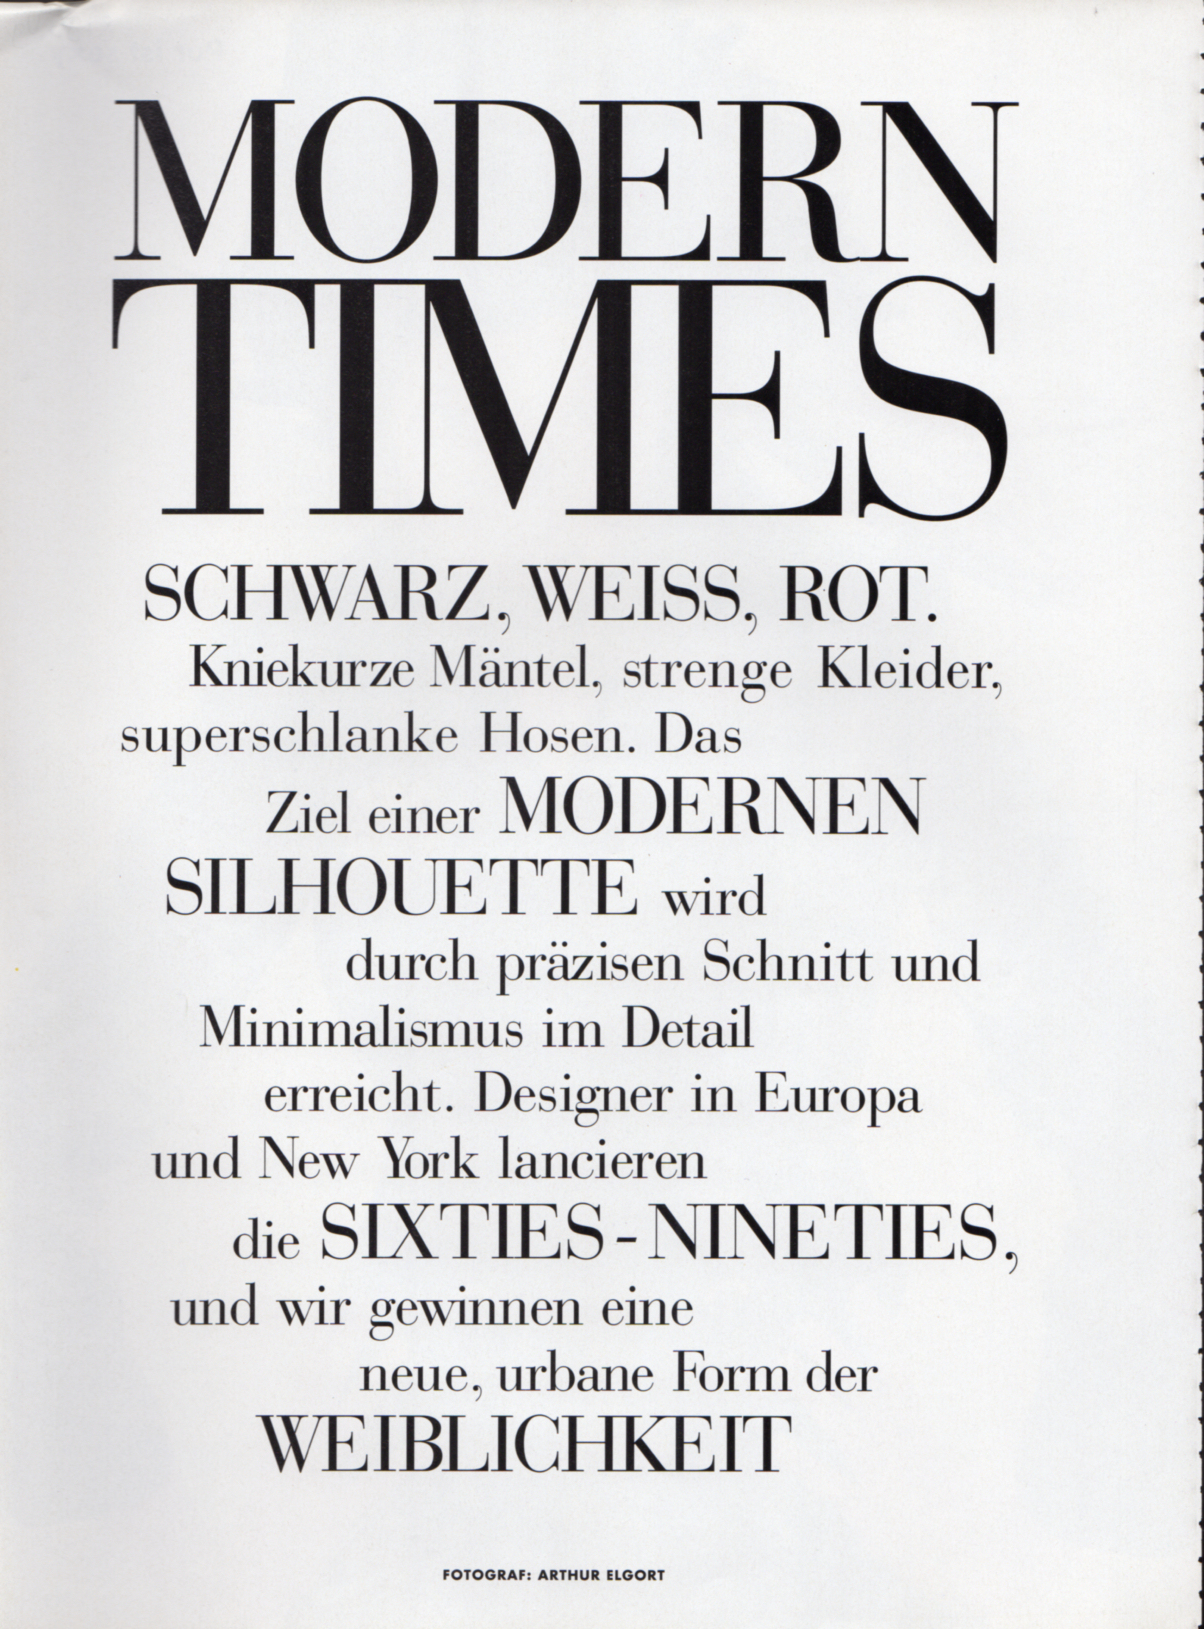 MODERN
TIMES
SCHWARZ, WEISS, ROT.
Kniekurze Mäntel, strenge Kleider,
superschlanke Hosen. Das
Ziel einer MODERNEN
SILHOUETTE wird
durch präzisen Schnitt und
Minimalismus im Detail
erreicht. Designer in Europa
und New York lancieren
die SIXTIES-NINETIES,
und wir gewinnen eine
neue, urbane Form der
WEIBLICHKEIT
FOTOGRAF: ARTHUR ELGORT